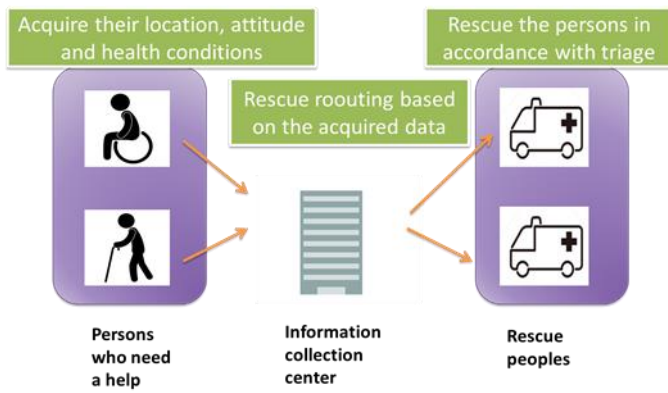 Acquire their location, attitude
and health conditions
Rescue the persons in
accordance with triage
Rescue roouting based
on the acquired data
Persons
who need
a help
Information
collection
center
Rescue
peoples